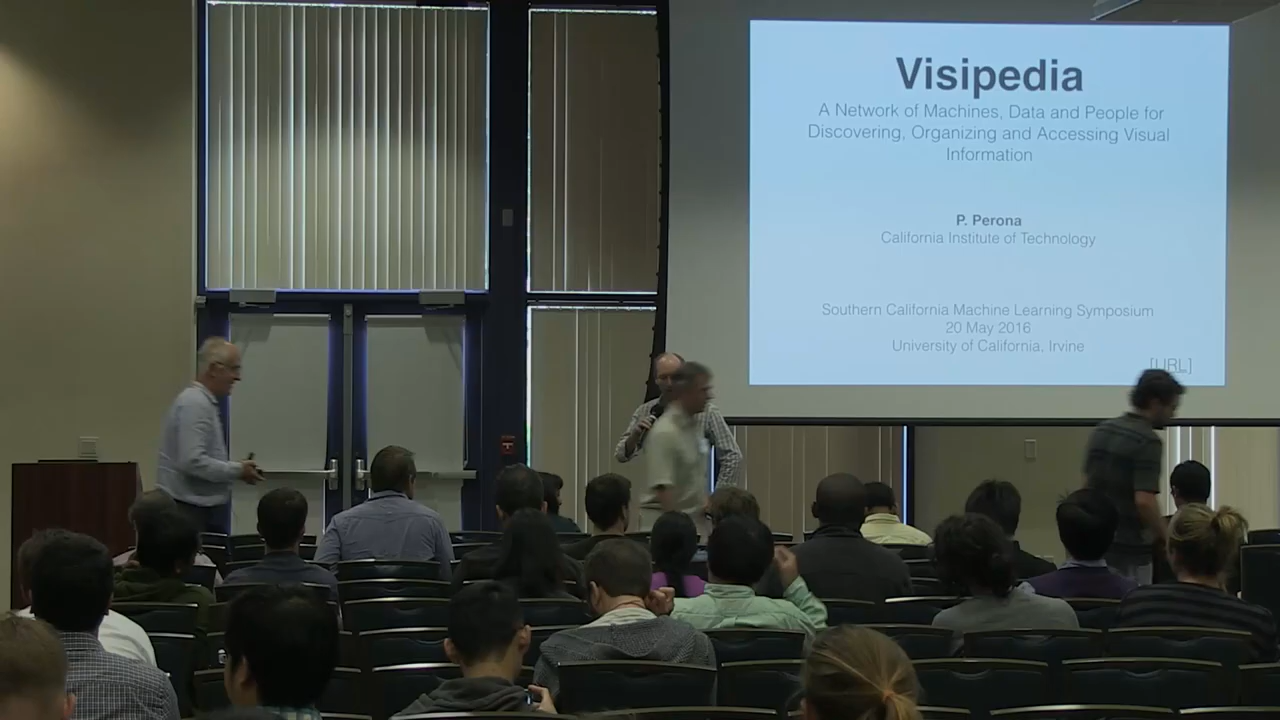 Visipedia
A Network of Machines, Data and People for
Discovering, Organizing and Accessing Visual
Information
P. Perona
California Institute of Technology
Southern California Machine Learning Symposium
20 May 2016
University of California, Irvine
[URL]